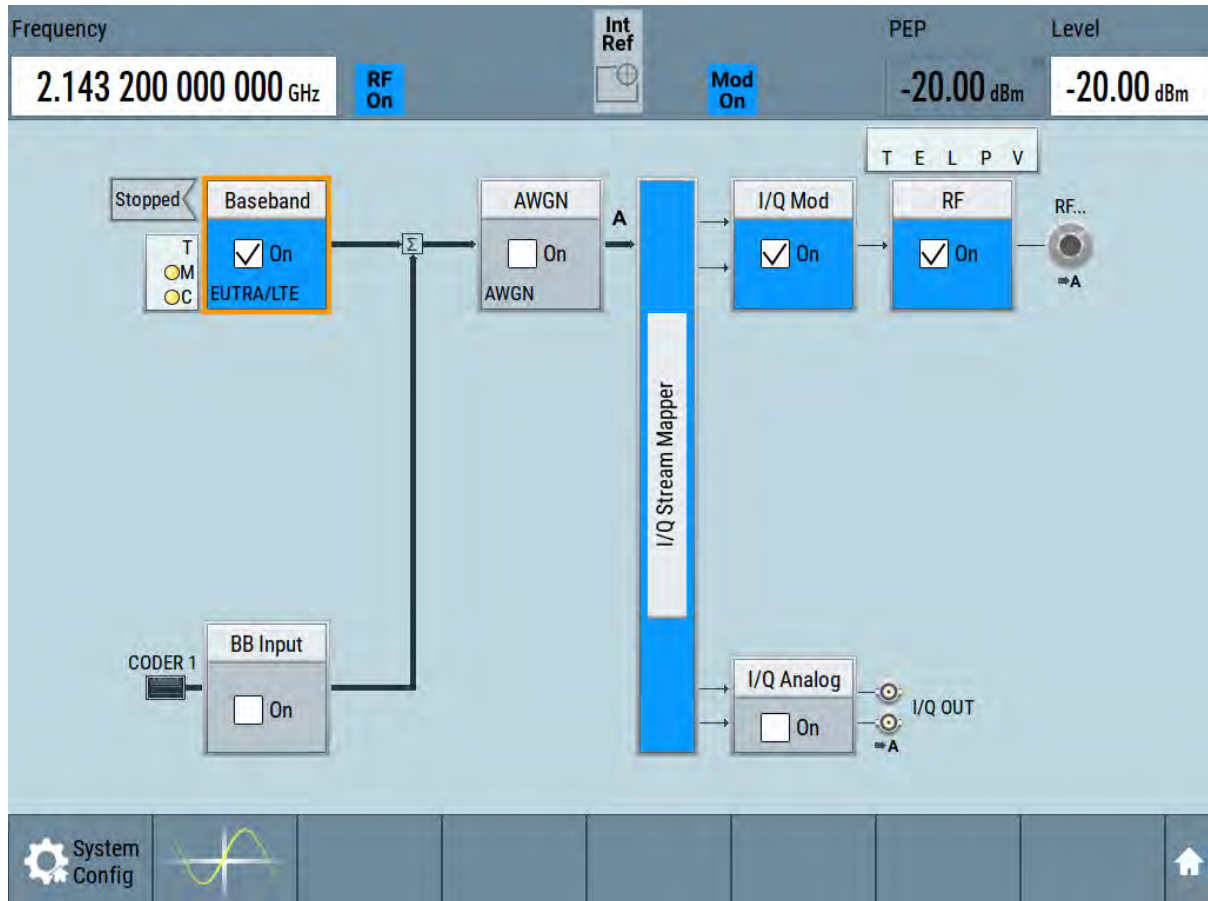 Frequency
2.143 200 000 000 GHz
RF
On
Int
Ref
Mod
On
PEP
-20.00 dBm
Level
-20.00 dBm
T E L P V
Stopped
Baseband
On
EUTRA/LTE
T
M
C
Σ
AWGN
On
AWGN
A
I/Q Stream Mapper
I/Q Mod
On
RF
On
RF...
A
CODER 1
BB Input
On
I/Q Analog
On
I/Q OUT
A
System
Config